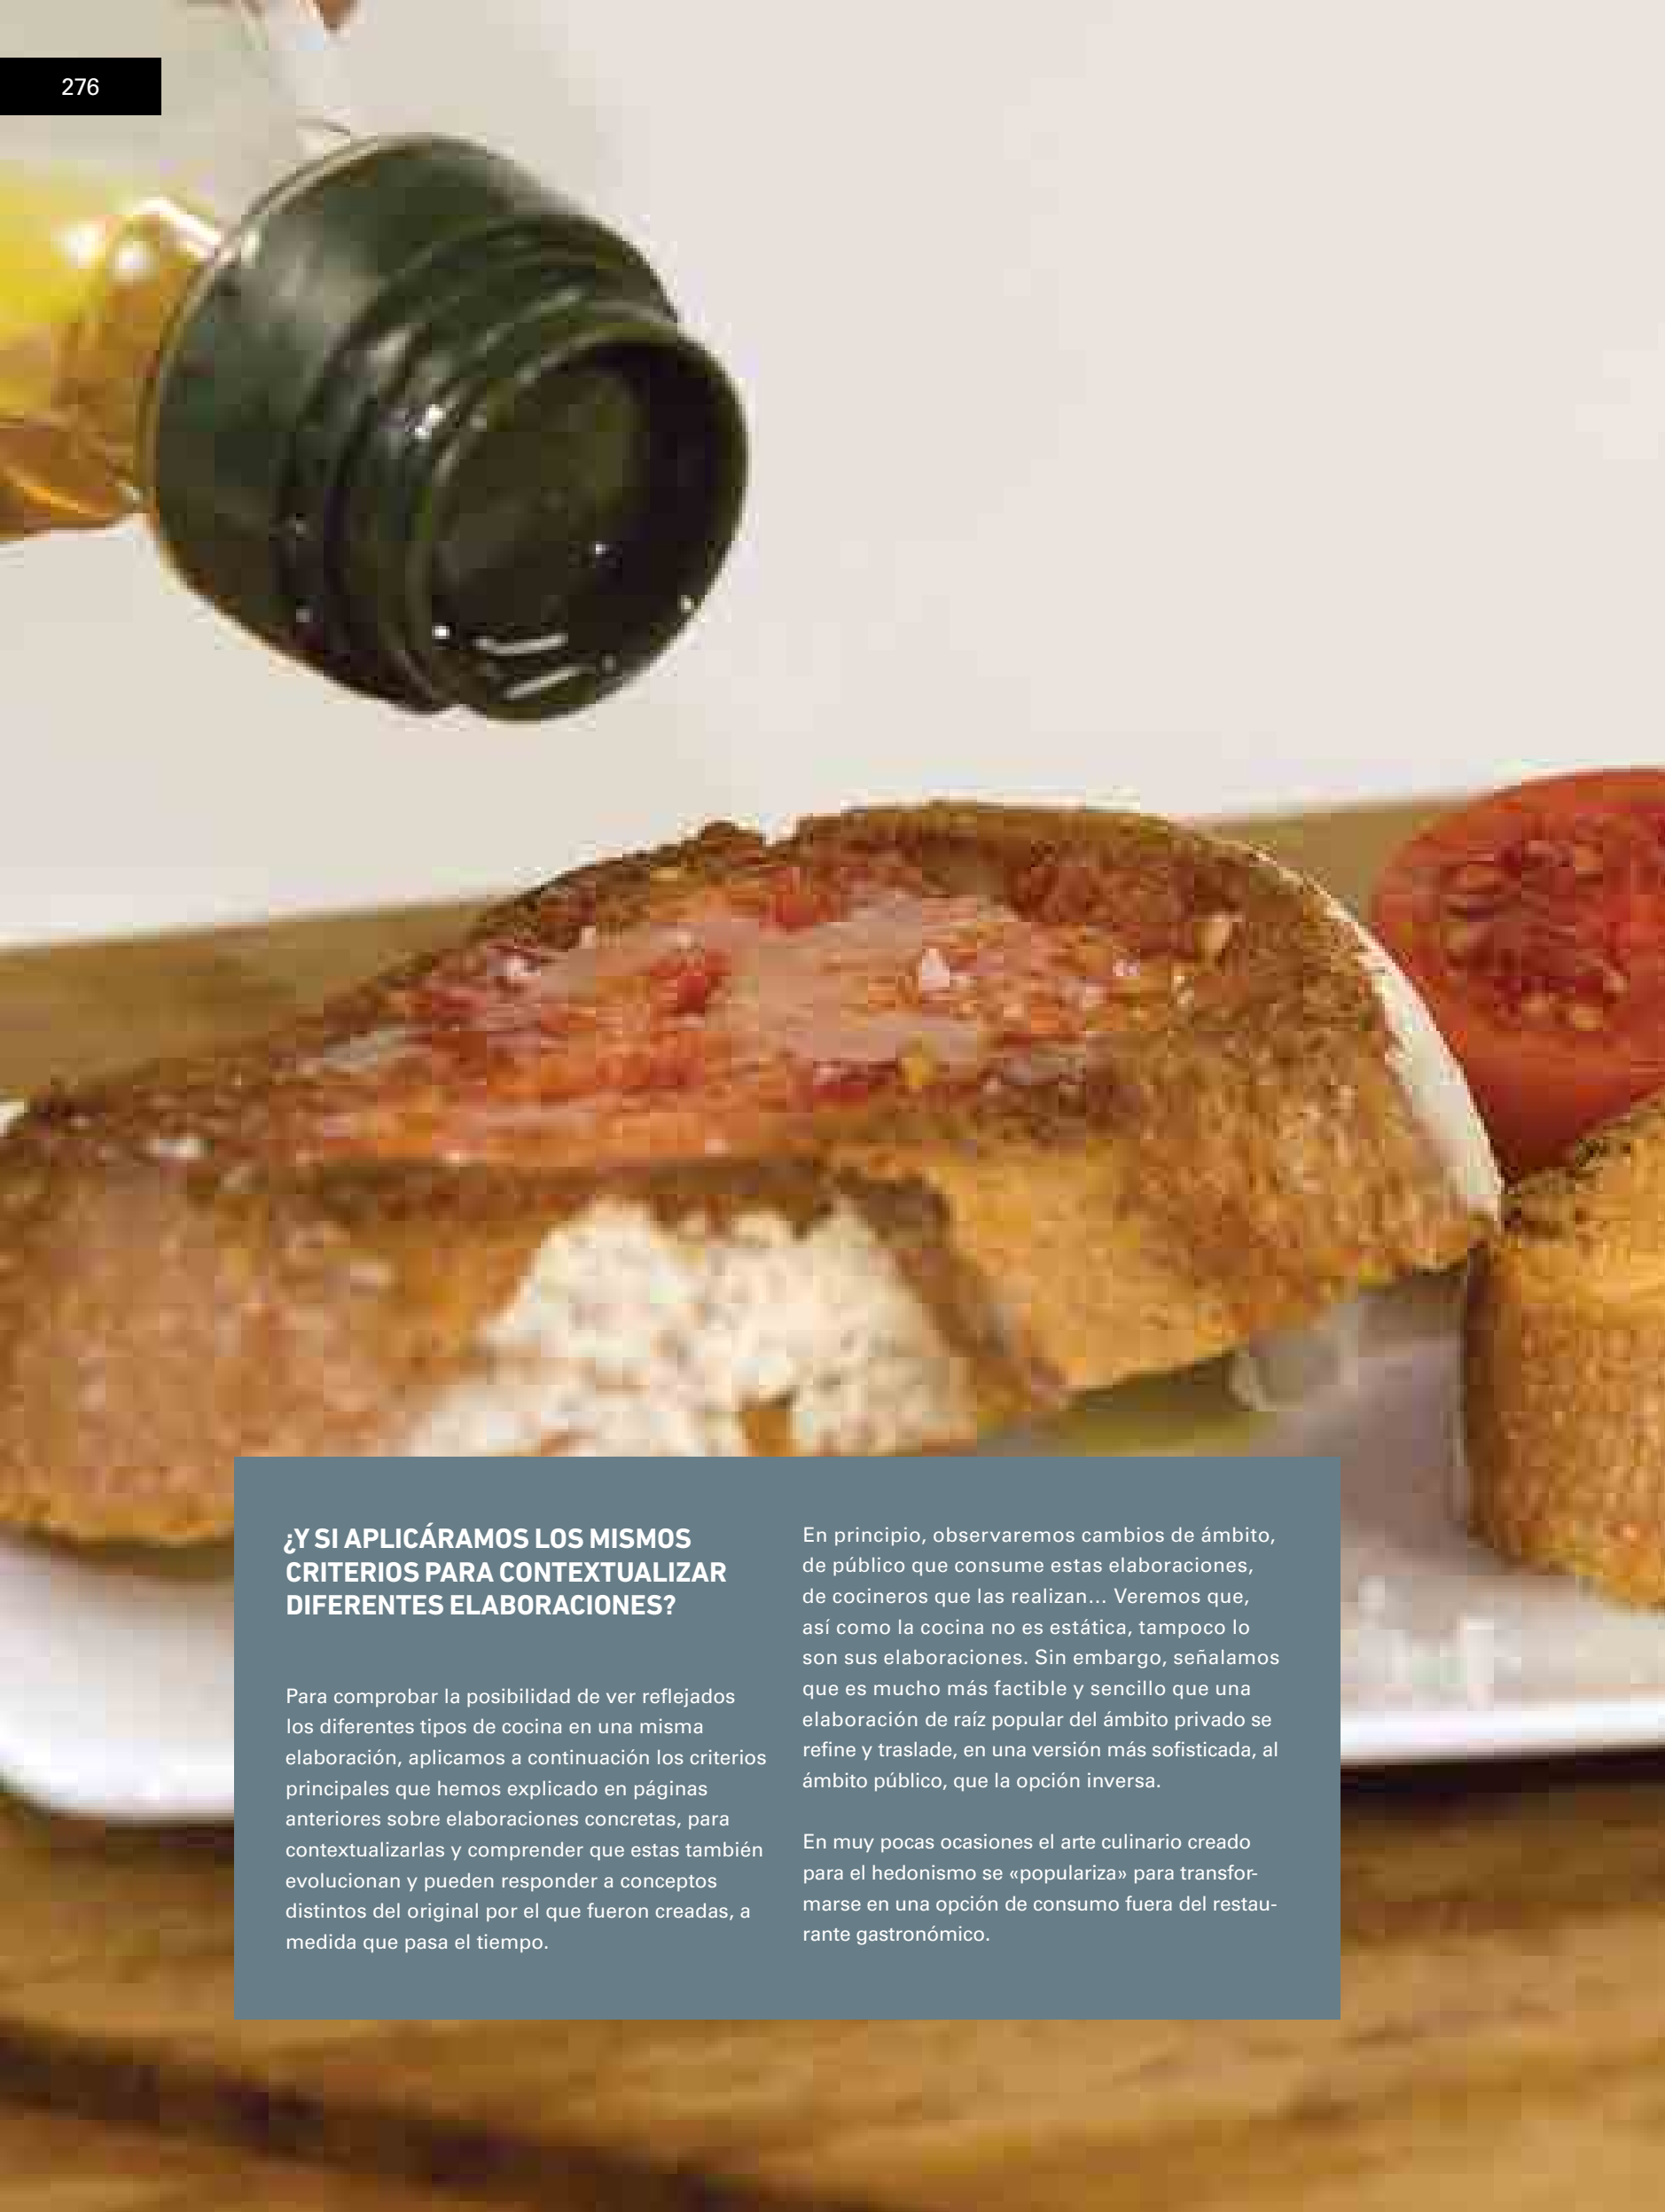 276
¿Y SI APLICÁRAMOS LOS MISMOS
CRITERIOS PARA CONTEXTUALIZAR
DIFERENTES ELABORACIONES?
Para comprobar la posibilidad de ver reflejados
los diferentes tipos de cocina en una misma
elaboración, aplicamos a continuación los criterios
principales que hemos explicado en páginas
anteriores sobre elaboraciones concretas, para
contextualizarlas y comprender que estas también
evolucionan y pueden responder a conceptos
distintos del original por el que fueron creadas, a
medida que pasa el tiempo.
En principio, observaremos cambios de ámbito,
de público que consume estas elaboraciones,
de cocineros que las realizan... Veremos que,
así como la cocina no es estática, tampoco lo
son sus elaboraciones. Sin embargo, señalamos
que es mucho más factible y sencillo que una
elaboración de raíz popular del ámbito privado se
refine y traslade, en una versión más sofisticada, al
ámbito público, que la opción inversa.
En muy pocas ocasiones el arte culinario creado
para el hedonismo se «populariza» para transfor-
marse en una opción de consumo fuera del restau-
rante gastronómico.